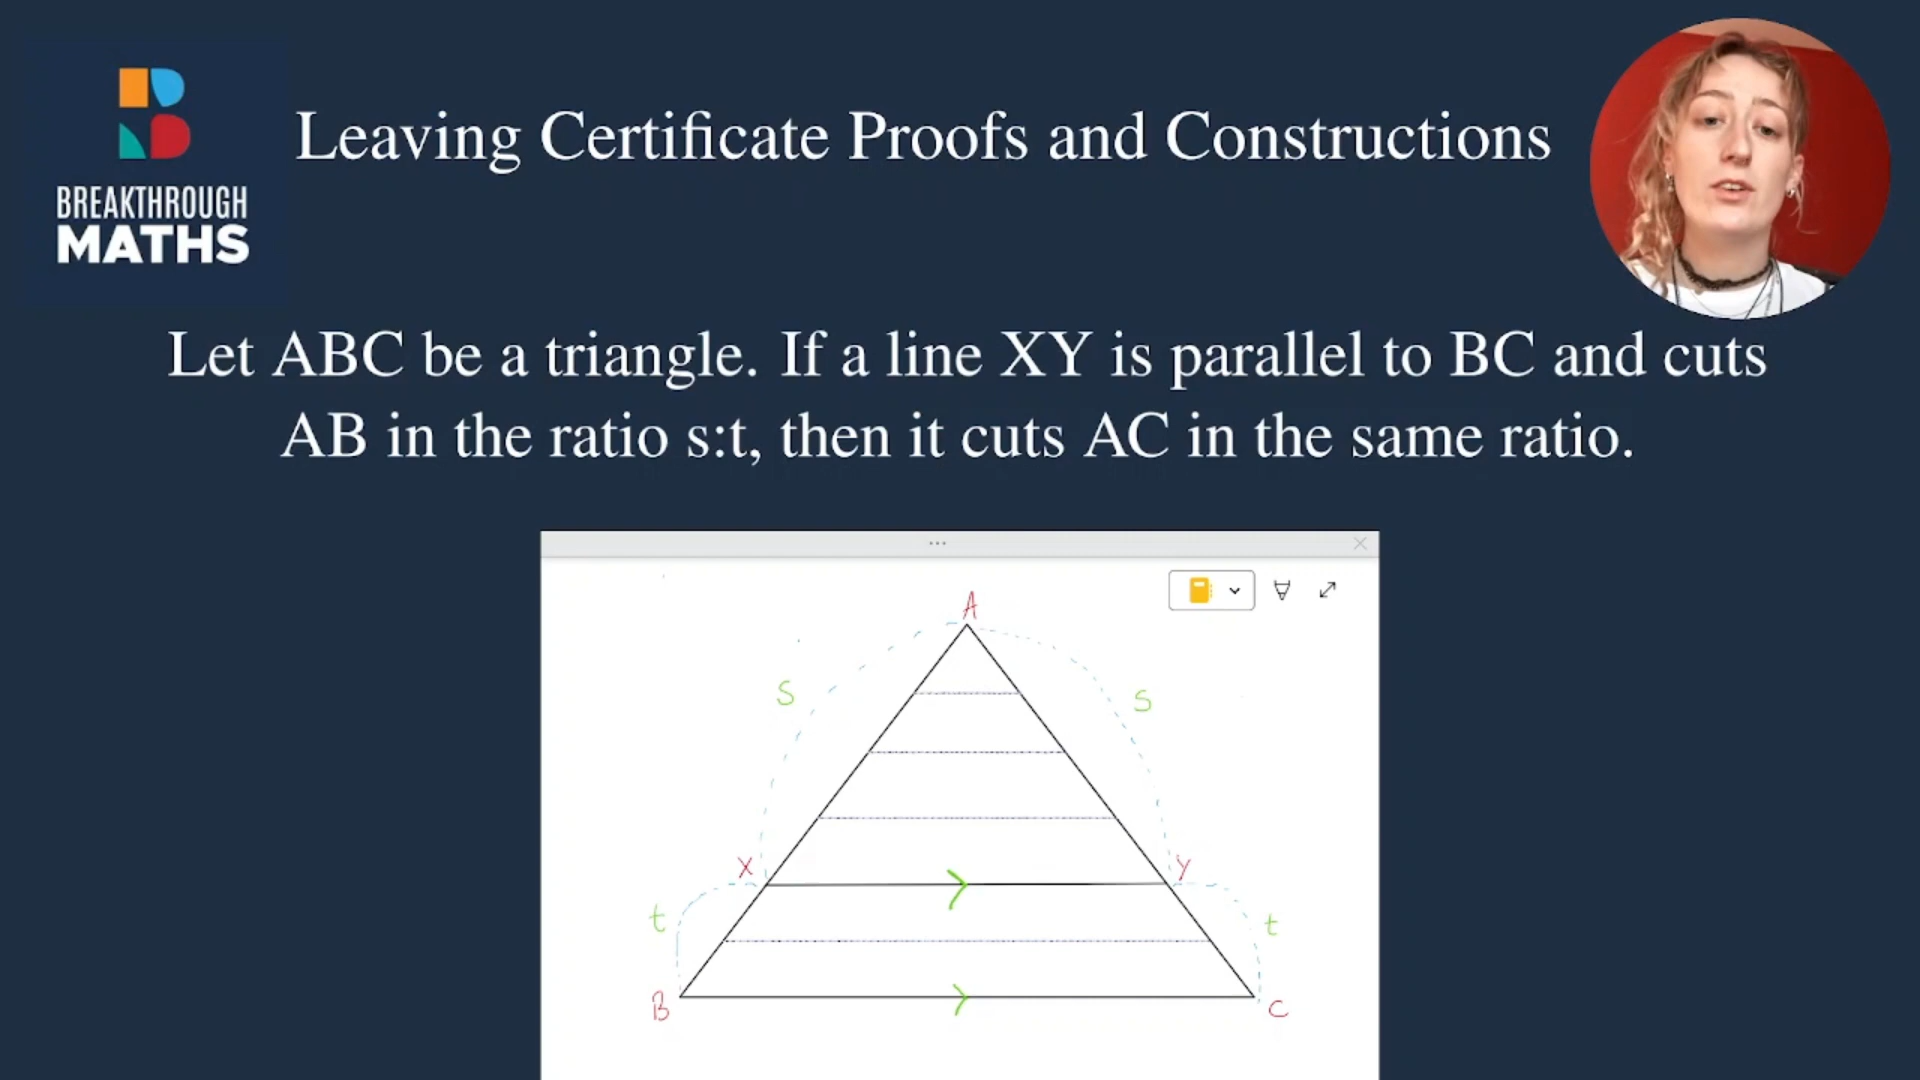 BREAKTHROUGH
MATHS
Leaving Certificate Proofs and Constructions
Let ABC be a triangle. If a line XY is parallel to BC and cuts
AB in the ratio s:t, then it cuts AC in the same ratio.
A
S
S
X
Y
t
t
B
C